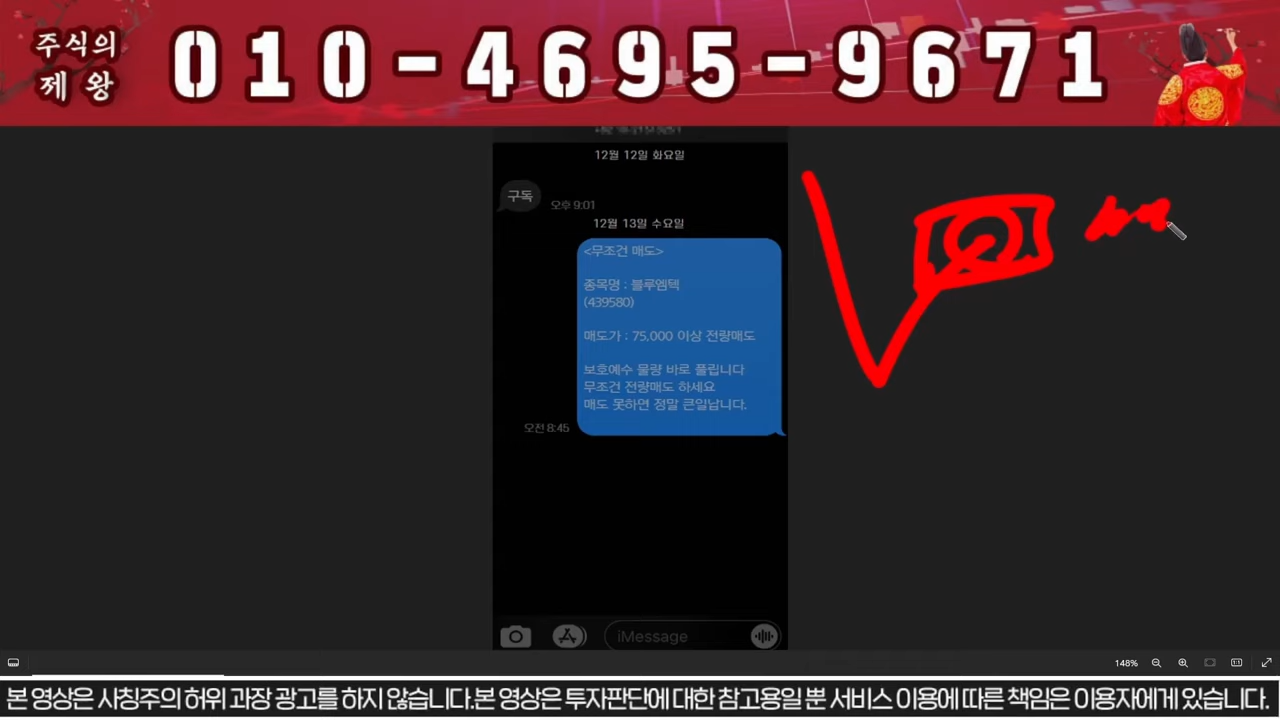 주식의
제왕
010-4695-9671
12월 12일 화요일
구독
오후 9:01
12월 13일 수요일
<무조건 매도>
종목명 : 블루엠텍
(439580)
매도가 : 75,000 이상 전량매도
보호예수 물량 바로 풀립니다
무조건 전량매도 하세요
매도 못하면 정말 큰일납니다.
오전 8:45
iMessage
148%
본 영상은 사칭주의 허위 과장 광고를 하지 않습니다.본 영상은 투자판단에 대한 참고용일 뿐 서비스 이용에 따른 책임은 이용자에게 있습니다.